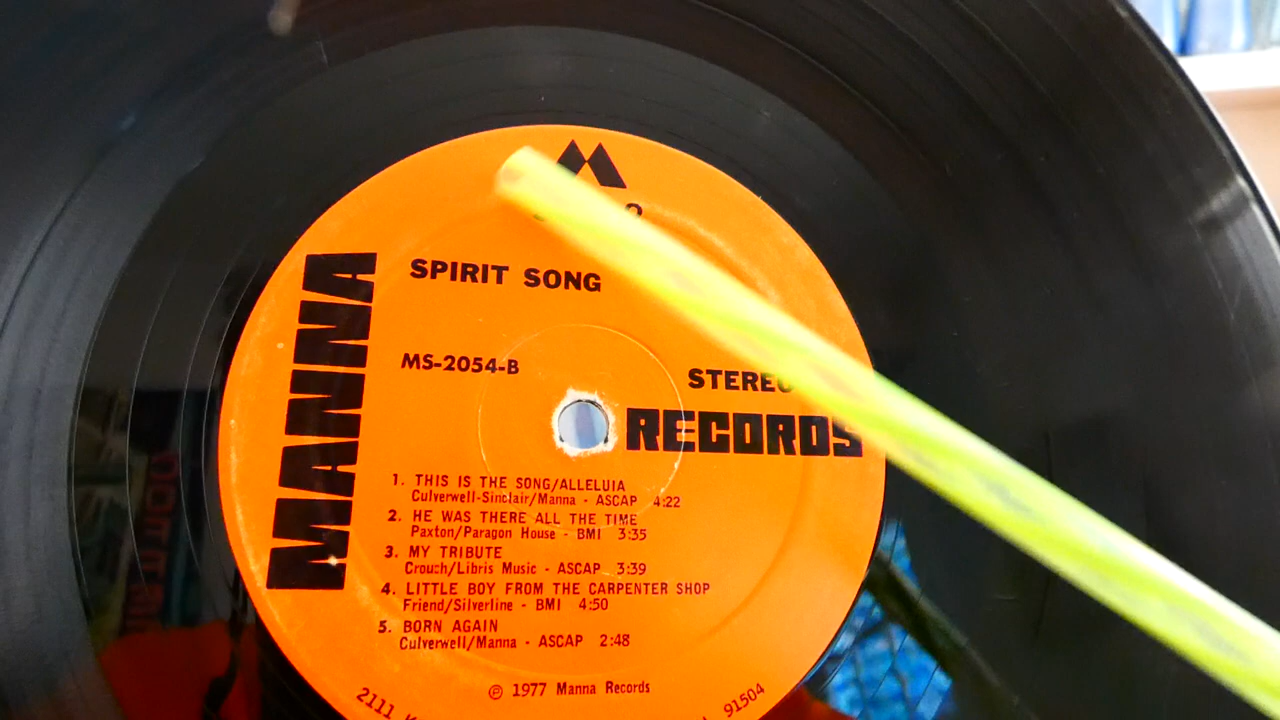 SPIRIT SONG
MANNA
MS-2054-B
STEREO
RECORDS
1. THIS IS THE SONG/ALLELUIA
Culverwell-Sinclair/Manna - ASCAP 4:22
2. HE WAS THERE ALL THE TIME
Paxton/Paragon House - BMI 3:35
3. MY TRIBUTE
Crouch/Libris Music - ASCAP 3:39
4. LITTLE BOY FROM THE CARPENTER SHOP
Friend/Silverline - BMI 4:50
5. BORN AGAIN
Culverwell/Manna - ASCAP 2:48
℗ 1977 Manna Records
2111
91504